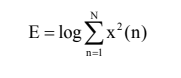 E = log ∑_{n=1}^{N} x²(n)